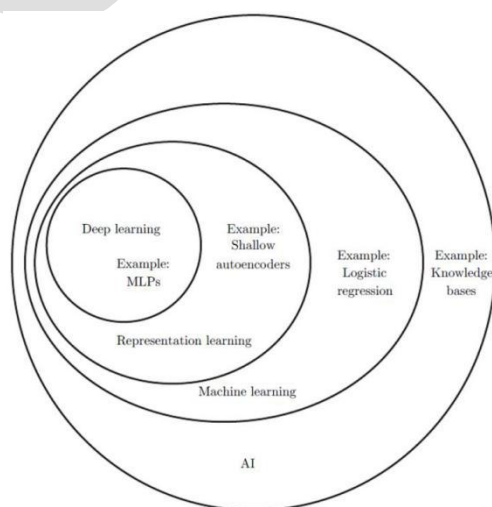 Deep learning
Example:
MLPs
Example:
Shallow
autoencoders
Example:
Logistic
regression
Example:
Knowledge
bases
Representation learning
Machine learning
AI